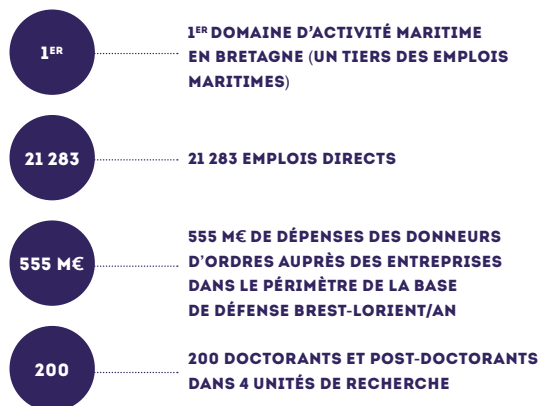 1ER
1ER DOMAINE D'ACTIVITÉ MARITIME
EN BRETAGNE (UN TIERS DES EMPLOIS
MARITIMES)
21 283
21 283 EMPLOIS DIRECTS
555 M€
555 M€ DE DÉPENSES DES DONNEURS
D'ORDRES AUPRÈS DES ENTREPRISES
DANS LE PÉRIMÈTRE DE LA BASE
DE DÉFENSE BREST-LORIENT/AN
200
200 DOCTORANTS ET POST-DOCTORANTS
DANS 4 UNITÉS DE RECHERCHE